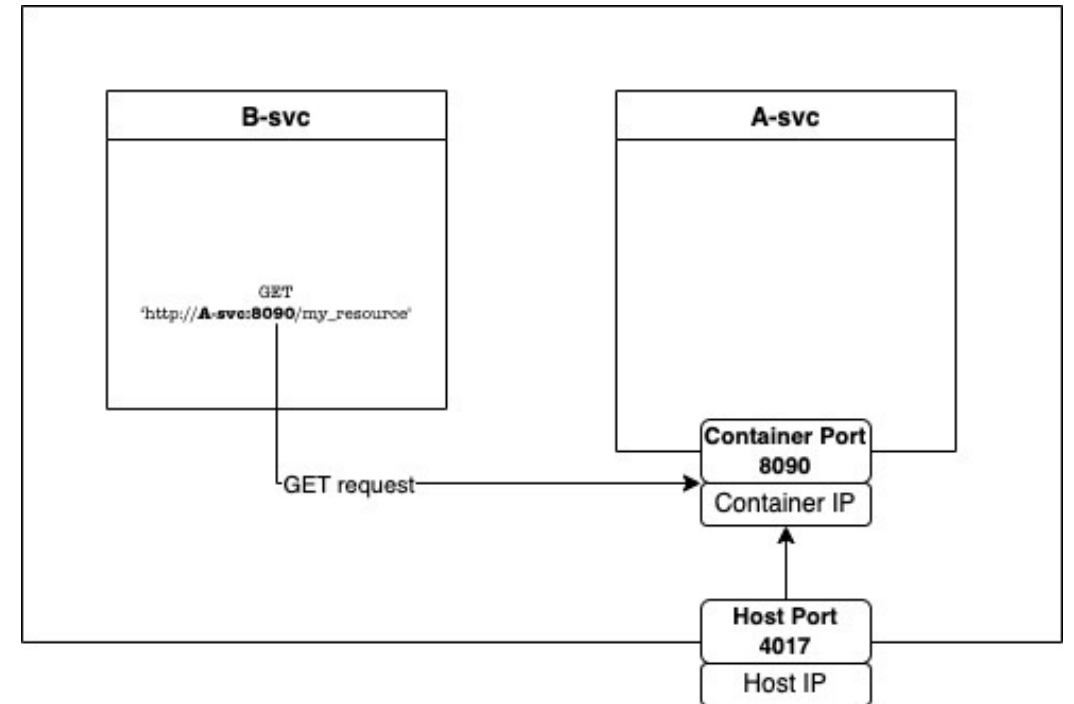 B-svc
A-svc
GET
'http://A-svc:8090/my_resource'
Container Port
8090
GET request
Container IP
Host Port
4017
Host IP